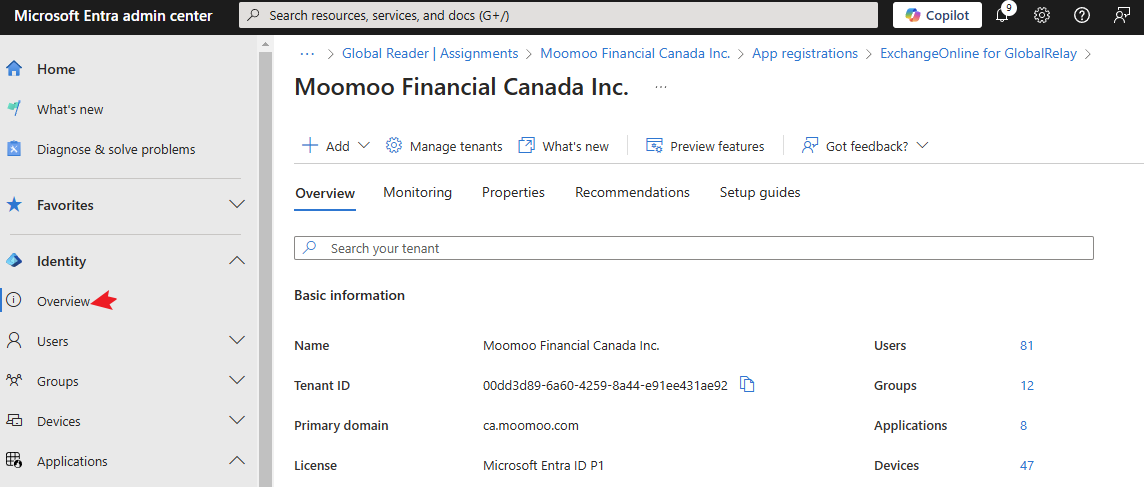 Microsoft Entra admin center
Search resources, services, and docs (G+/)
Copilot
9
Home
What's new
Diagnose & solve problems
Favorites
Identity
Overview
Users
Groups
Devices
Applications
··· > Global Reader | Assignments > Moomoo Financial Canada Inc. > App registrations > ExchangeOnline for GlobalRelay >
Moomoo Financial Canada Inc. ···
Add
Manage tenants
What's new
Preview features
Got feedback?
Overview Monitoring Properties Recommendations Setup guides
Search your tenant
Basic information
Name Moomoo Financial Canada Inc. Users 81
Tenant ID 00dd3d89-6a60-4259-8a44-e91ee431ae92 Groups 12
Primary domain ca.moomoo.com Applications 8
License Microsoft Entra ID P1 Devices 47